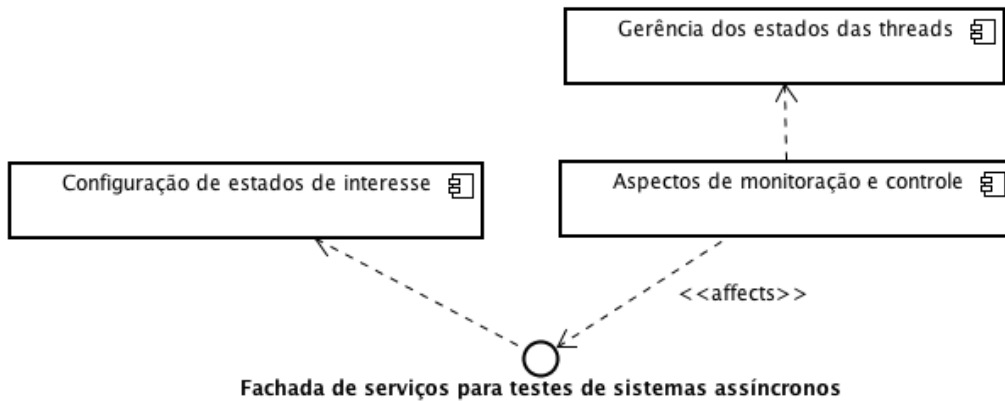 Gerência dos estados das threads
Configuração de estados de interesse
Aspectos de monitoração e controle
<<affects>>
Fachada de serviços para testes de sistemas assíncronos